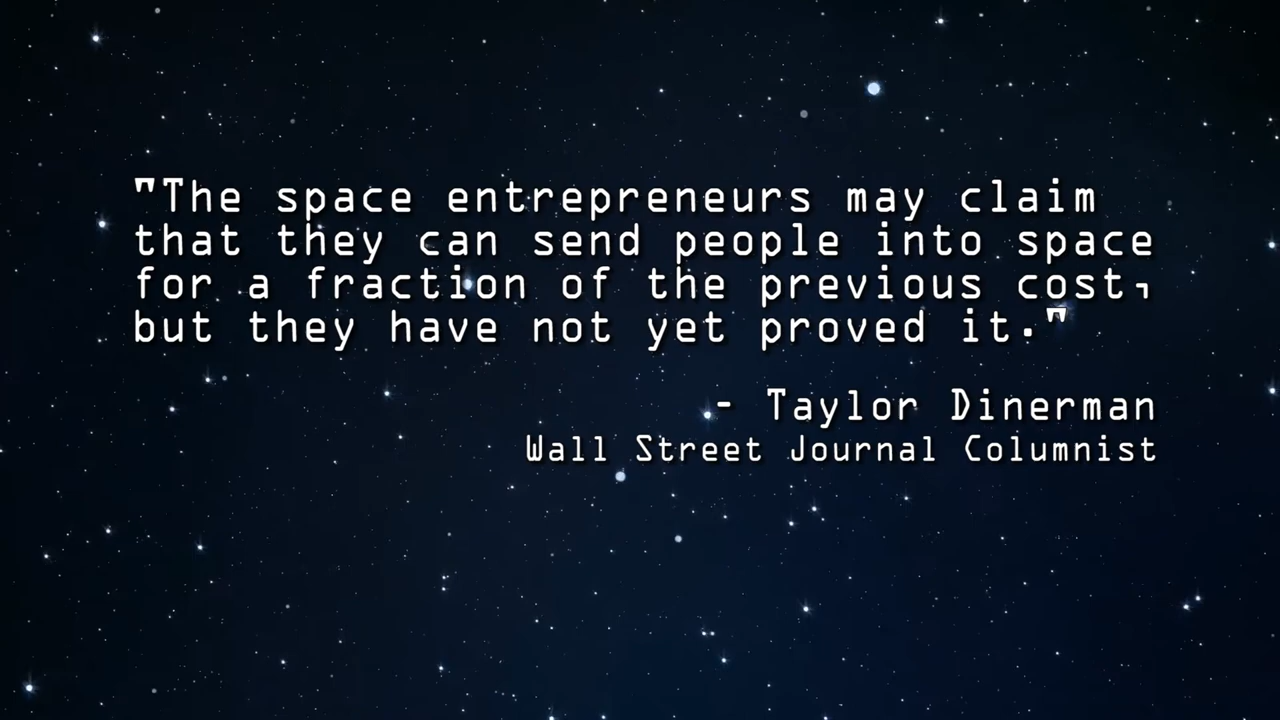 "The space entrepreneurs may claim
that they can send people into space
for a fraction of the previous cost,
but they have not yet proved it."
- Taylor Dinerman
Wall Street Journal Columnist